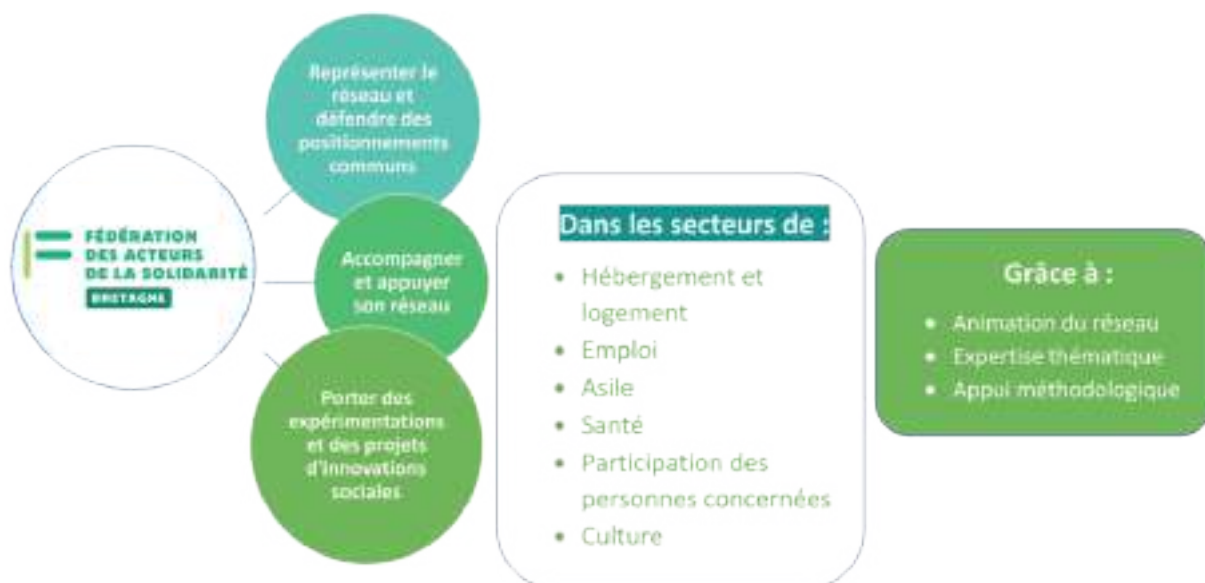 FÉDÉRATION
DES ACTEURS
DE LA SOLIDARITÉ
BRETAGNE
Représenter le
réseau et
défendre des
positionnements
communs
Accompagner
et appuyer
son réseau
Porter des
expérimentations
et des projets
d'innovations
sociales
Dans les secteurs de :
• Hébergement et
logement
• Emploi
• Asile
• Santé
• Participation des
personnes concernées
• Culture
Grâce à :
• Animation du réseau
• Expertise thématique
• Appui méthodologique